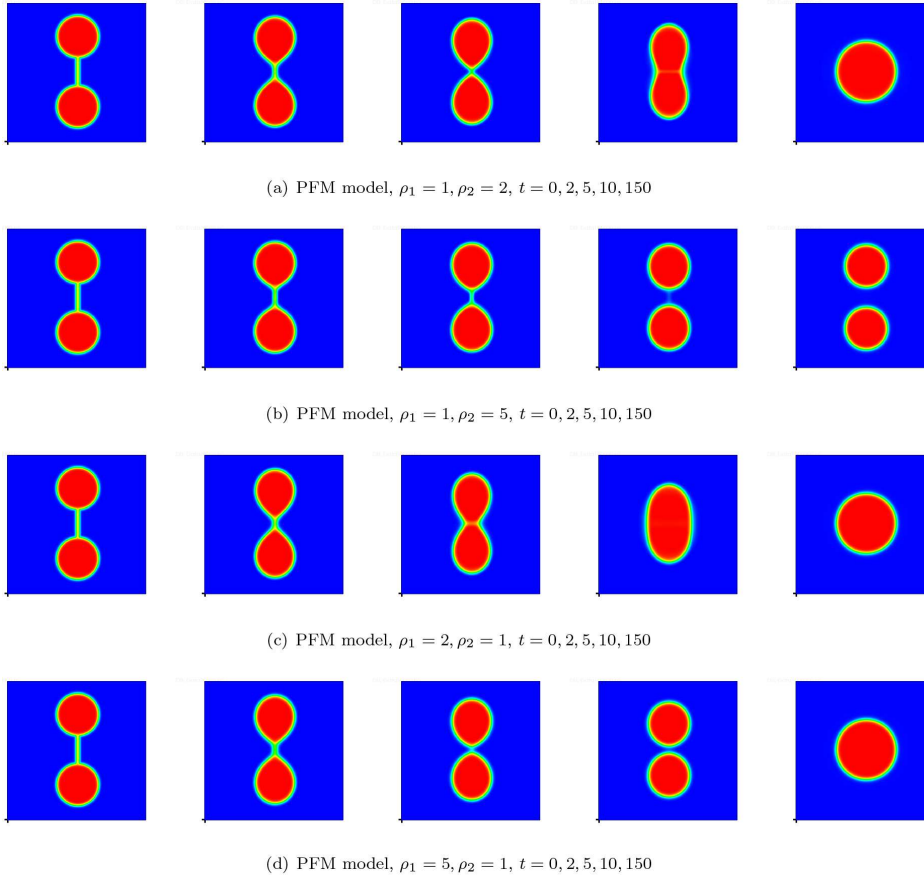 (a) PFM model, ρ₁ = 1, ρ₂ = 2, t = 0, 2, 5, 10, 150
(b) PFM model, ρ₁ = 1, ρ₂ = 5, t = 0, 2, 5, 10, 150
(c) PFM model, ρ₁ = 2, ρ₂ = 1, t = 0, 2, 5, 10, 150
(d) PFM model, ρ₁ = 5, ρ₂ = 1, t = 0, 2, 5, 10, 150